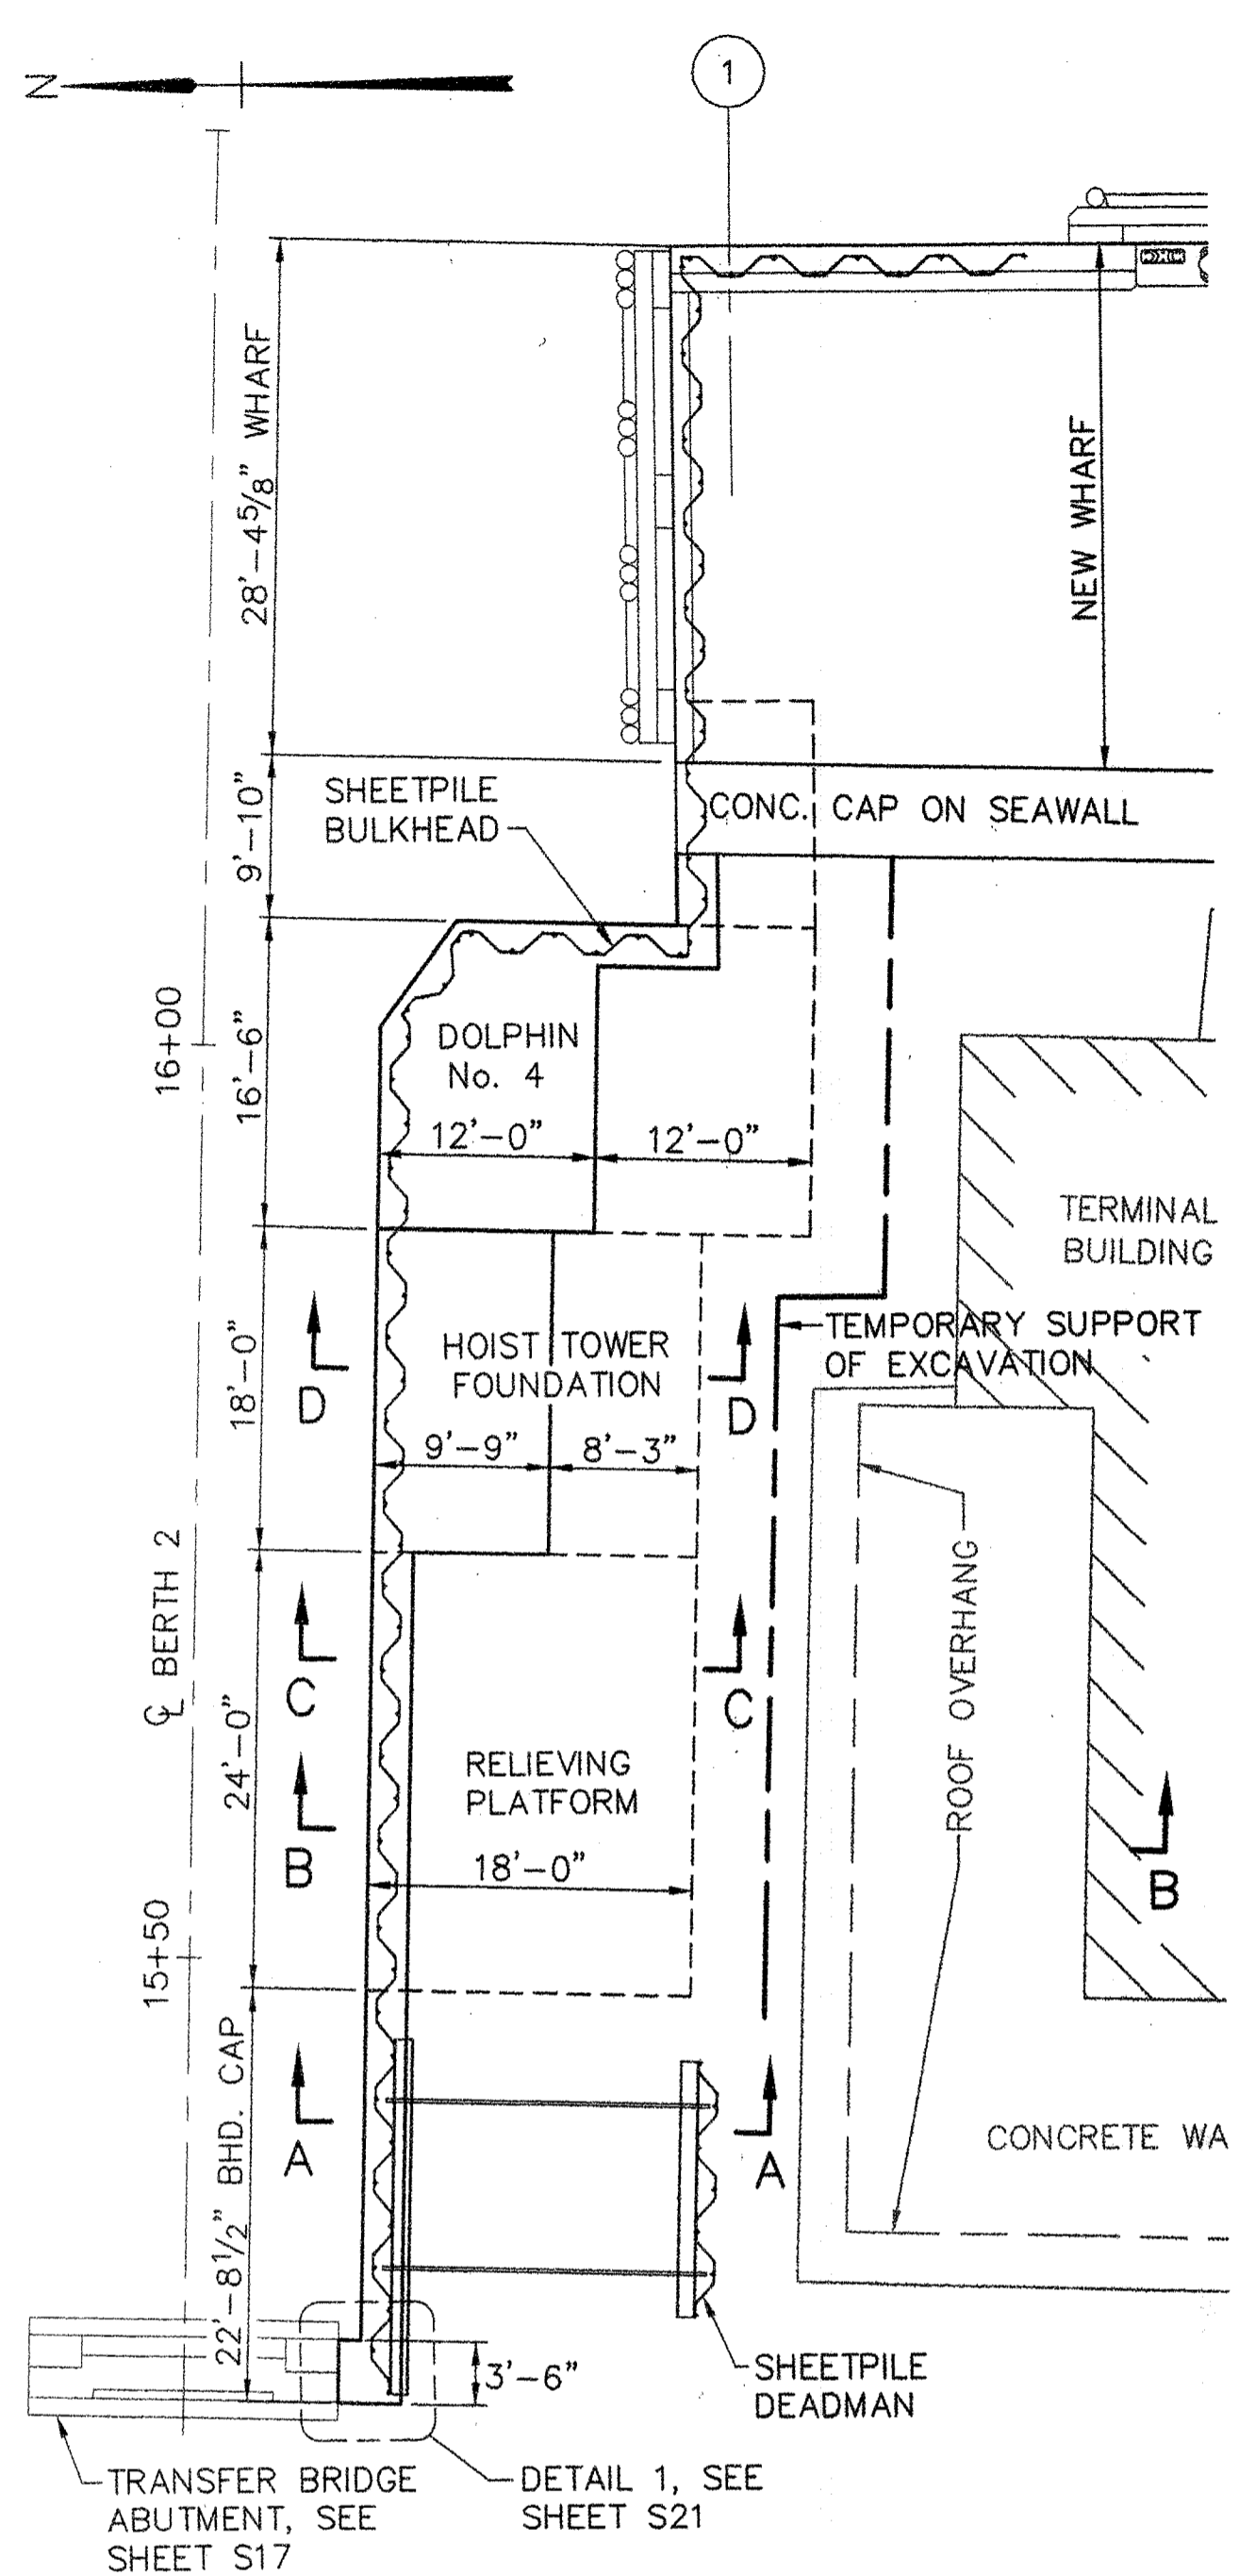 N
1
28'-4 5/8" WHARF
NEW WHARF
9'-10"
SHEETPILE
BULKHEAD
CONC. CAP ON SEAWALL
16+00
16'-6"
DOLPHIN
No. 4
12'-0"
12'-0"
TERMINAL
BUILDING
18'-0"
D
HOIST TOWER
FOUNDATION
D
TEMPORARY SUPPORT
OF EXCAVATION
9'-9"
8'-3"
℄ BERTH 2
24'-0"
C
C
ROOF OVERHANG
B
RELIEVING
PLATFORM
18'-0"
B
15+50
22'-8 1/2" BHD. CAP
A
A
CONCRETE WA
3'-6"
SHEETPILE
DEADMAN
TRANSFER BRIDGE
ABUTMENT, SEE
SHEET S17
DETAIL 1, SEE
SHEET S21